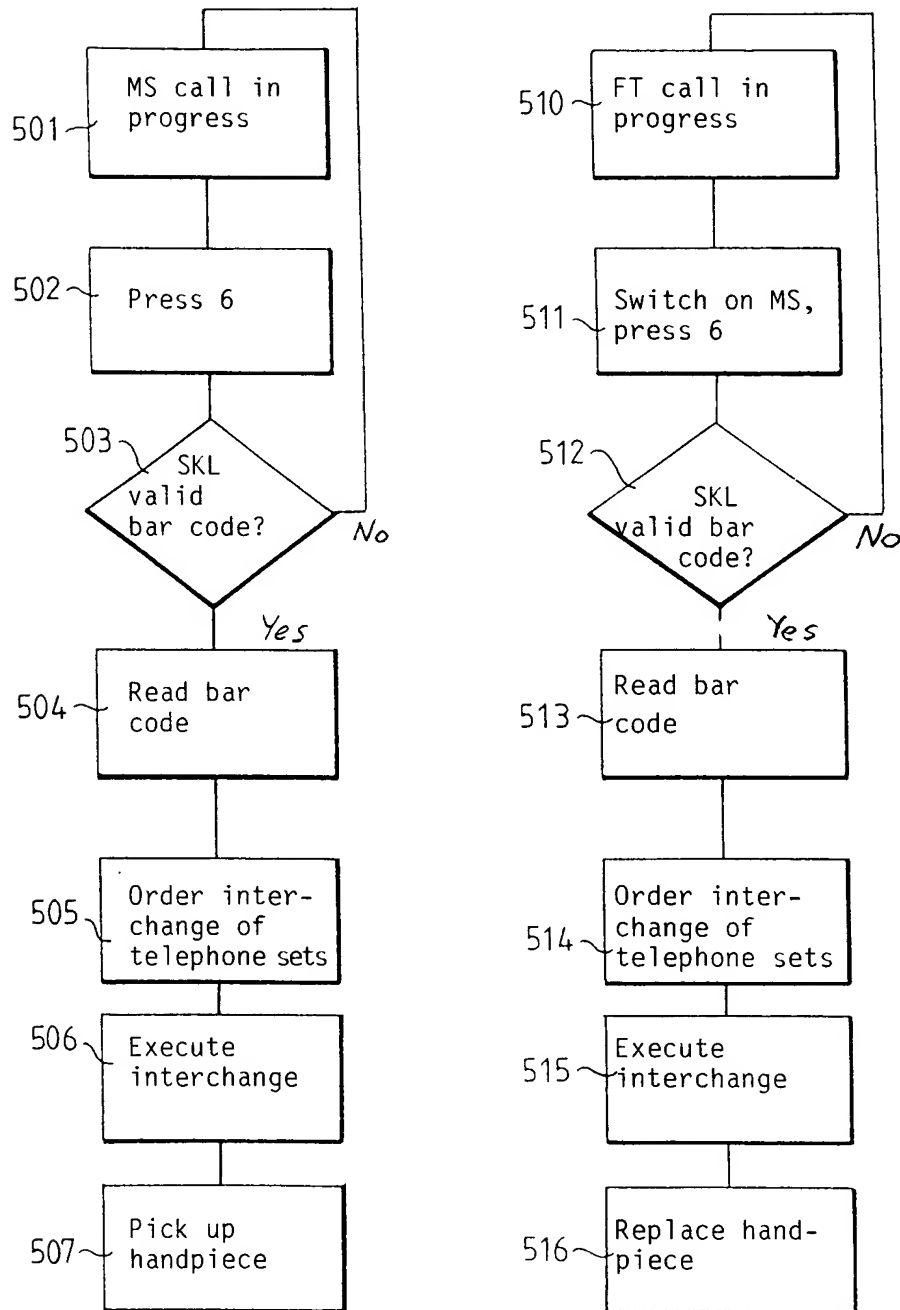 501
MS call in
progress
502
Press 6
503
SKL
valid
bar code?
No
Yes
504
Read bar
code
505
Order inter-
change of
telephone sets
506
Execute
interchange
507
Pick up
handpiece
510
FT call in
progress
511
Switch on MS,
press 6
512
SKL
valid bar
code?
No
Yes
513
Read bar
code
514
Order inter-
change of
telephone sets
515
Execute
interchange
516
Replace hand-
piece